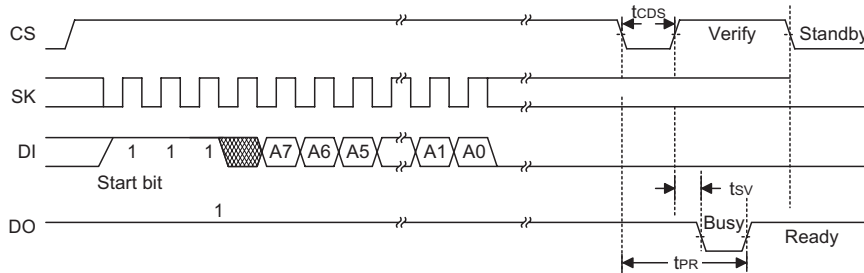 tCDS
CS Verify Standby
SK
DI 1 1 1 A7 A6 A5 A1 A0
Start bit
tSV
1
DO Busy Ready
tPR